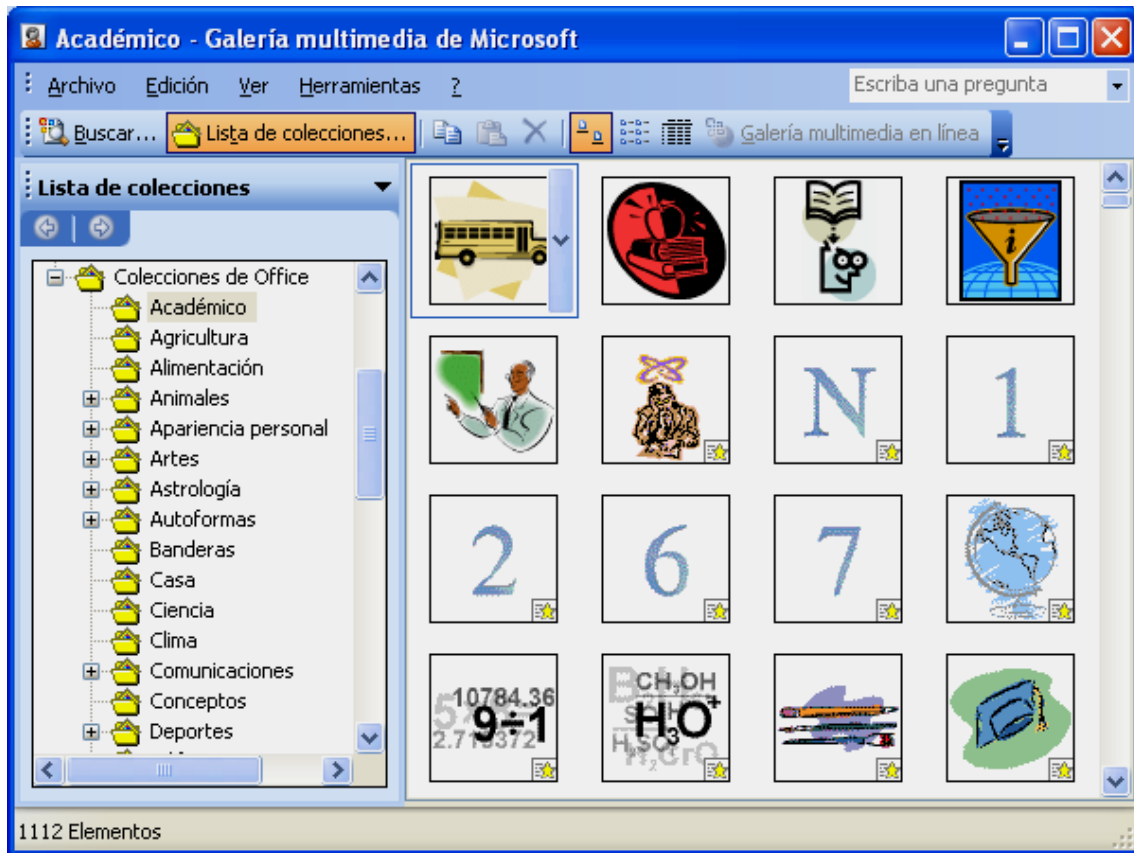 Académico - Galería multimedia de Microsoft
Archivo Edición Ver Herramientas ?
Escriba una pregunta
Buscar... Lista de colecciones... Galería multimedia en línea
Lista de colecciones
Colecciones de Office
Académico
Agricultura
Alimentación
Animales
Apariencia personal
Artes
Astrología
Autoformas
Banderas
Casa
Ciencia
Clima
Comunicaciones
Conceptos
Deportes
i
N
1
2
6
7
10784.36
9÷1
CH₃OH
H₃O⁺
1112 Elementos